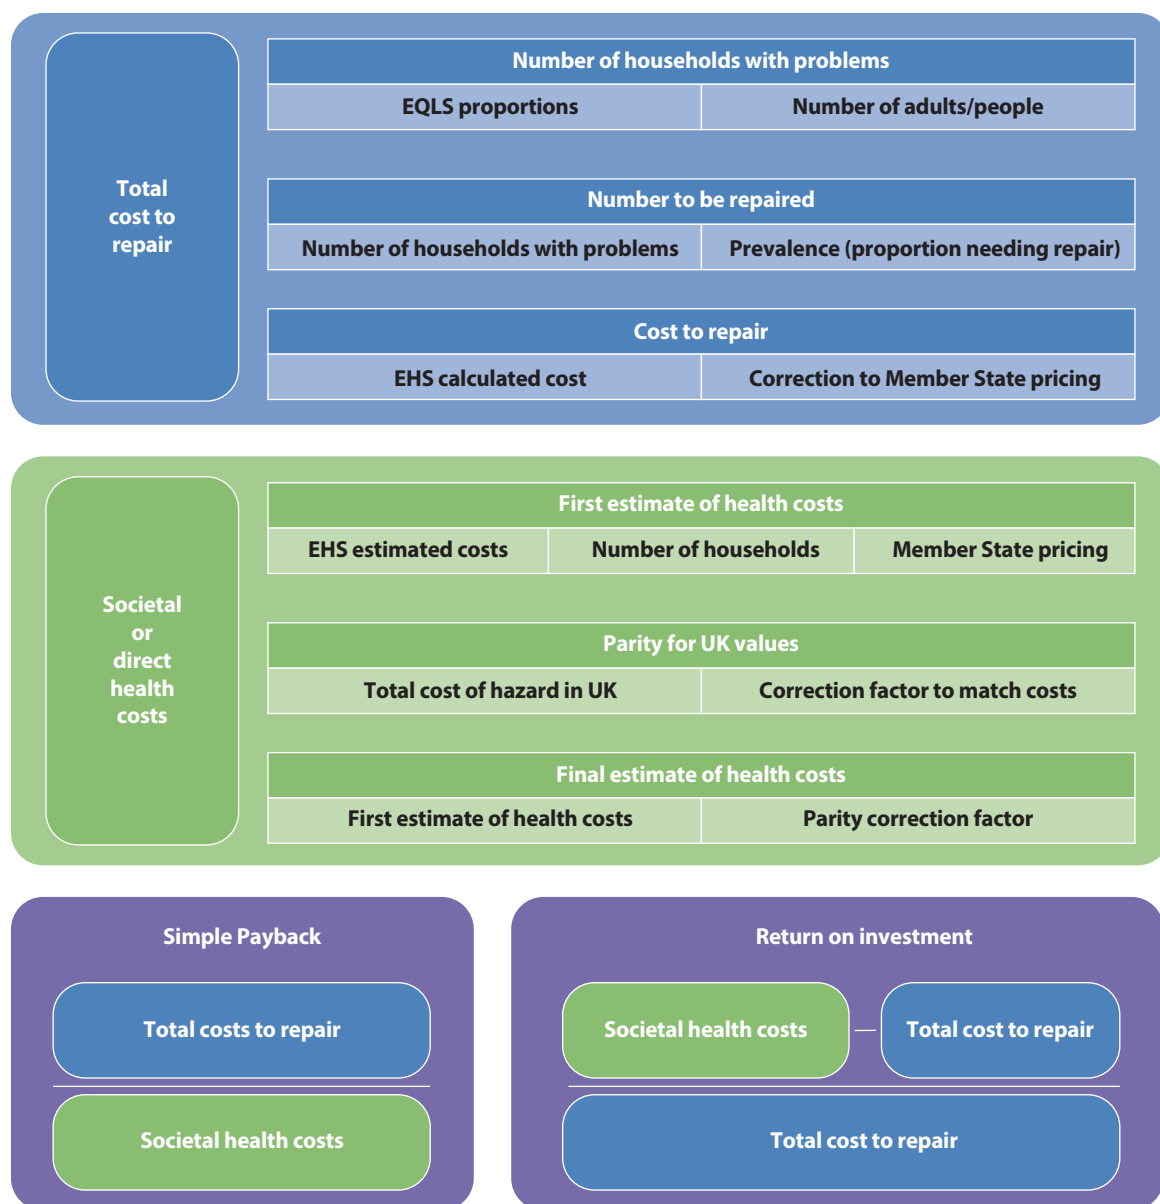 Total
cost to
repair
Number of households with problems
EQLS proportions
Number of adults/people
Number to be repaired
Number of households with problems
Prevalence (proportion needing repair)
Cost to repair
EHS calculated cost
Correction to Member State pricing
Societal
or
direct
health
costs
First estimate of health costs
EHS estimated costs
Number of households
Member State pricing
Parity for UK values
Total cost of hazard in UK
Correction factor to match costs
Final estimate of health costs
First estimate of health costs
Parity correction factor
Simple Payback
Total costs to repair
Societal health costs
Return on investment
Societal health costs — Total cost to repair
Total cost to repair